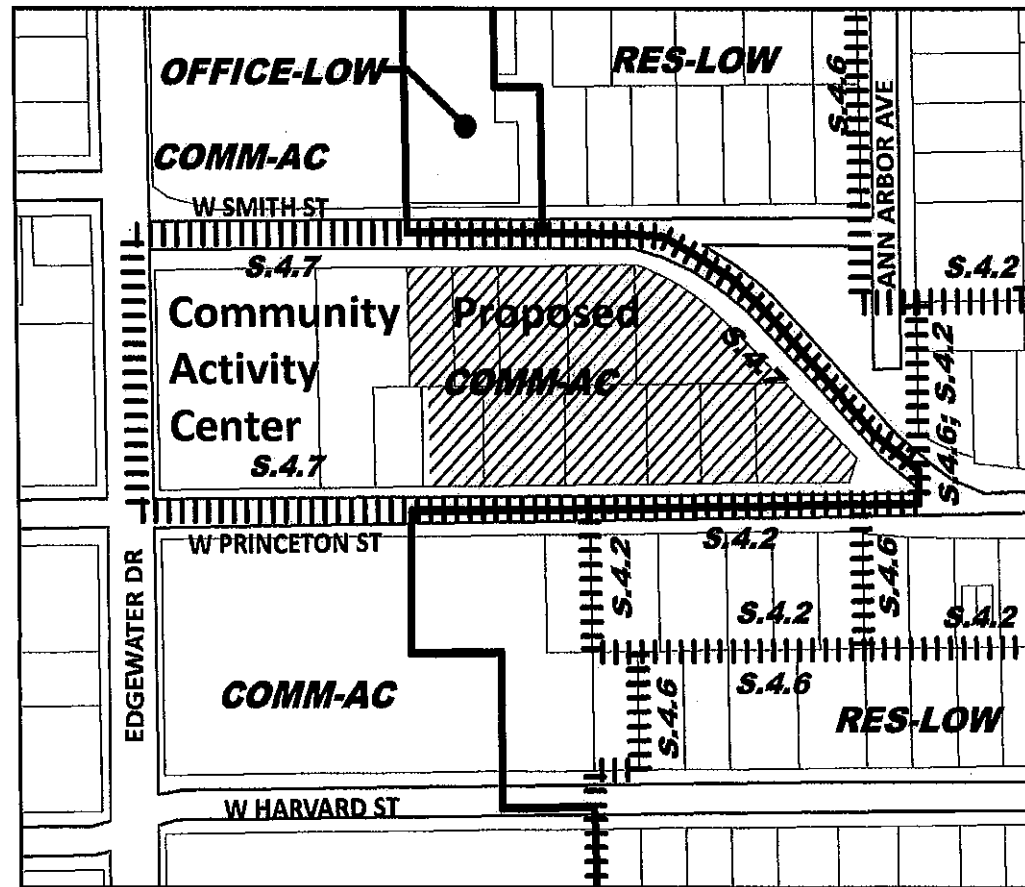 OFFICE-LOW
RES-LOW
S.4.6
ANN ARBOR AVE
COMM-AC
W SMITH ST
S.4.7
S.4.2
Community
Activity
Center
Proposed
COMM-AC
S.4.7
S.4.7
S.4.6; S.4.2
W PRINCETON ST
S.4.2
S.4.2
S.4.6
S.4.2
S.4.2
EDGEWATER DR
COMM-AC
S.4.6
S.4.6
RES-LOW
W HARVARD ST